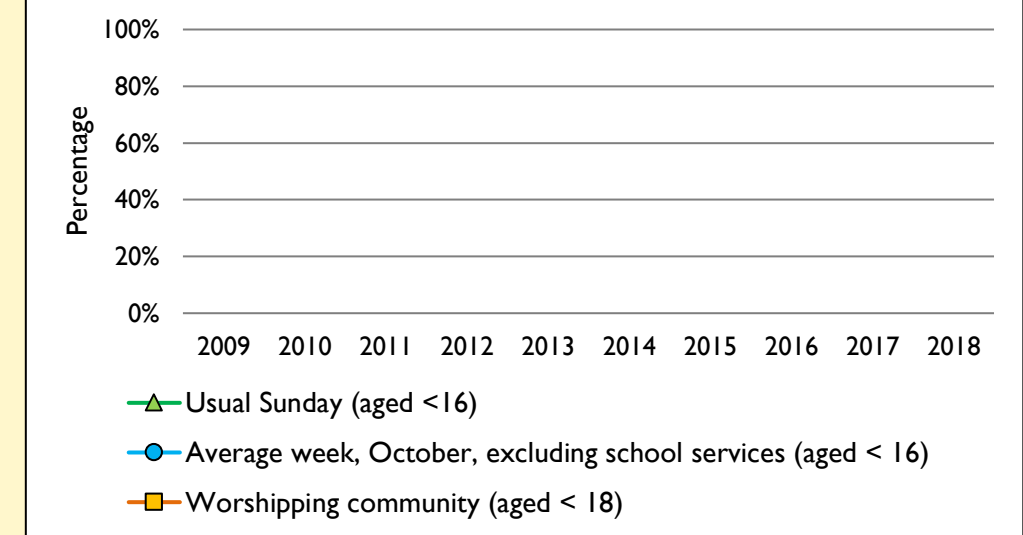 100%
80%
60%
40%
20%
0%
Percentage
2009 2010 2011 2012 2013 2014 2015 2016 2017 2018
Usual Sunday (aged <16)
Average week, October, excluding school services (aged < 16)
Worshipping community (aged < 18)